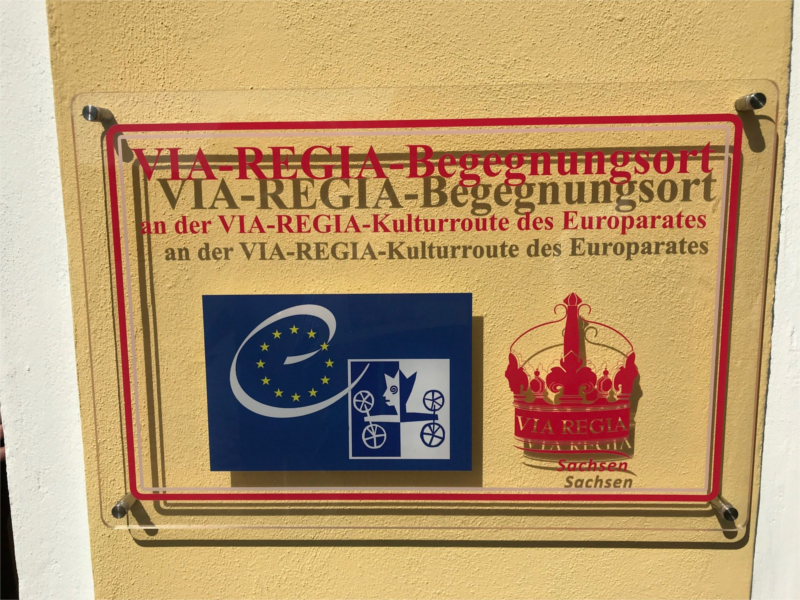 VIA-REGIA-Begegnungsort
an der VIA-REGIA-Kulturroute des Europarates
VIA REGIA
Sachsen